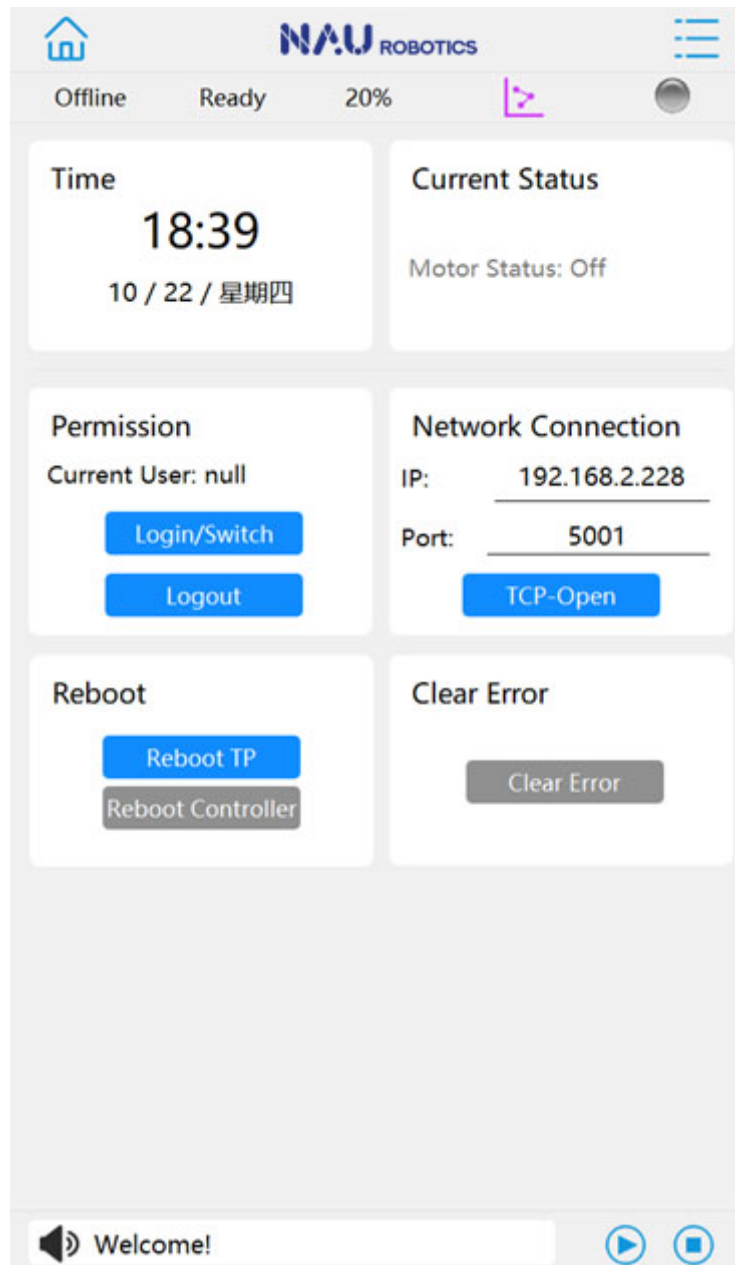 NAU ROBOTICS
Offline Ready 20%
Time
18:39
10 / 22 / 星期四
Current Status
Motor Status: Off
Permission
Current User: null
Login/Switch
Logout
Network Connection
IP: 192.168.2.228
Port: 5001
TCP-Open
Reboot
Reboot TP
Reboot Controller
Clear Error
Clear Error
Welcome!